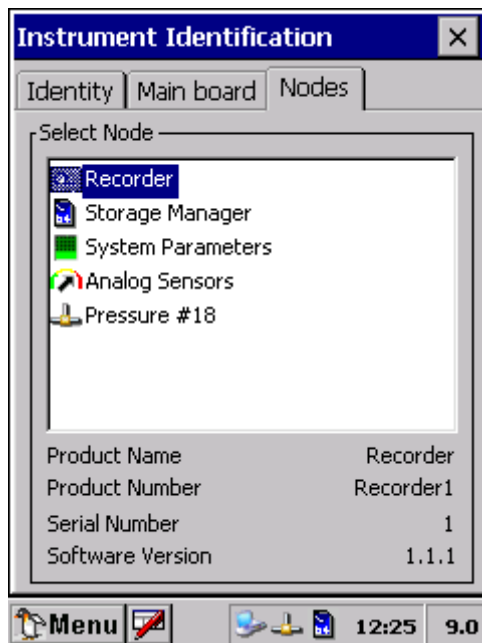 Instrument Identification
Identity Main board Nodes
Select Node
Recorder
Storage Manager
System Parameters
Analog Sensors
Pressure #18
Product Name Recorder
Product Number Recorder1
Serial Number 1
Software Version 1.1.1
Menu 12:25 9.0